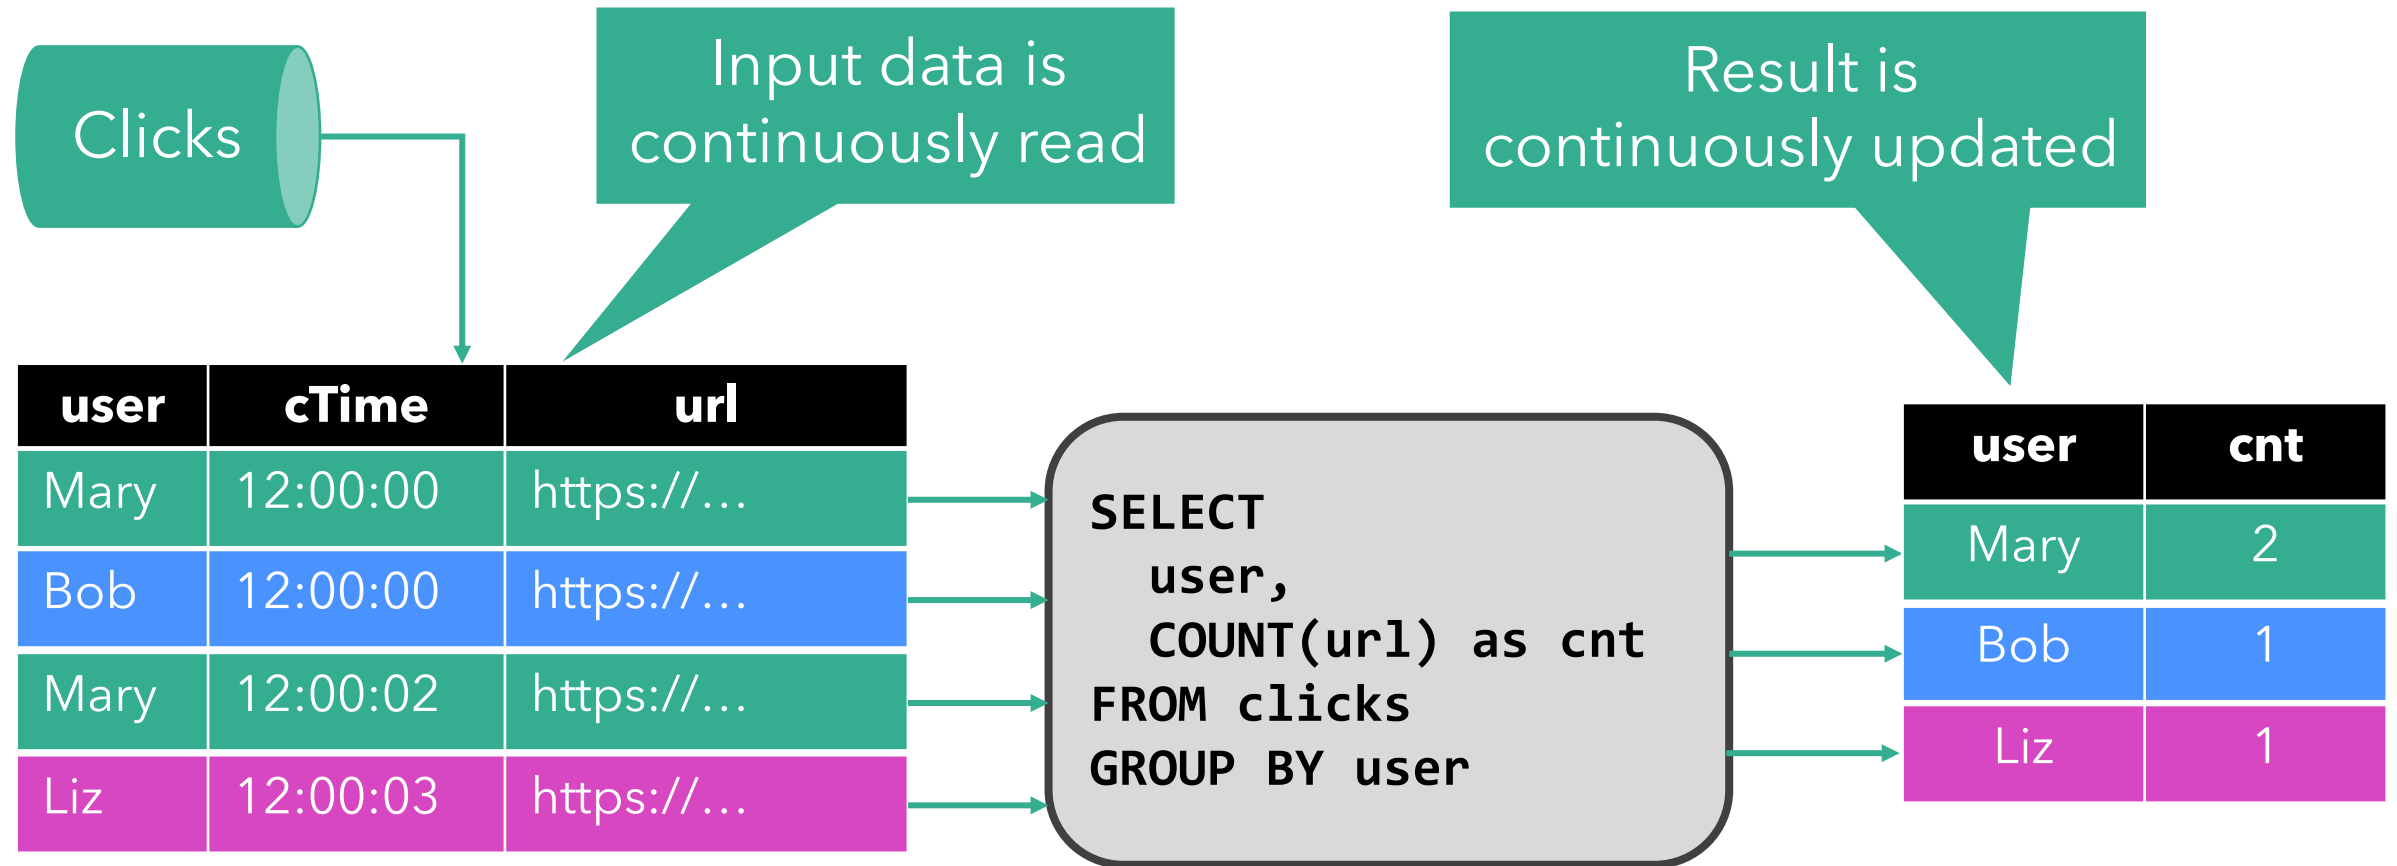 Clicks
Input data is
continuously read
Result is
continuously updated
user cTime url
Mary 12:00:00 https://...
Bob 12:00:00 https://...
Mary 12:00:02 https://...
Liz 12:00:03 https://...
SELECT
user,
COUNT(url) as cnt
FROM clicks
GROUP BY user
user cnt
Mary 2
Bob 1
Liz 1